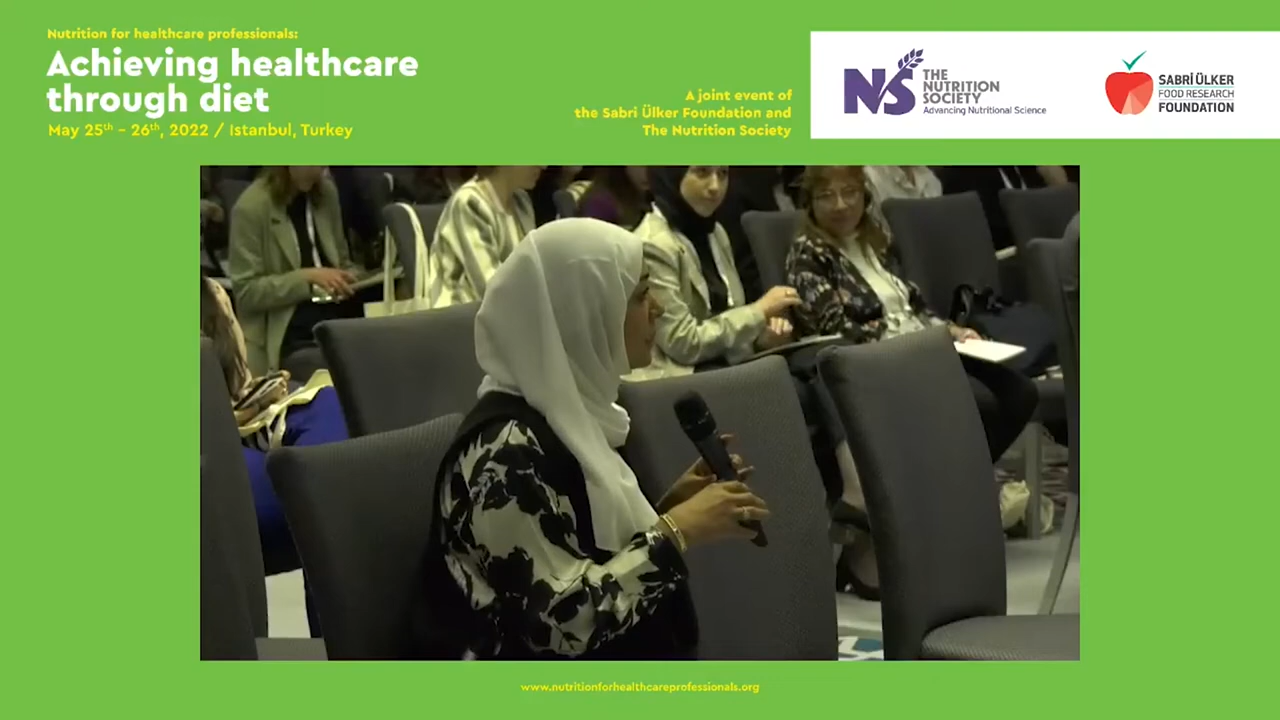 Nutrition for healthcare professionals:
Achieving healthcare
through diet
May 25th - 26th, 2022 / Istanbul, Turkey
A joint event of
the Sabri Ülker Foundation and
The Nutrition Society
NS
THE
NUTRITION
SOCIETY
Advancing Nutritional Science
SABRİ ÜLKER
FOOD RESEARCH
FOUNDATION
www.nutritionforhealthcareprofessionals.org